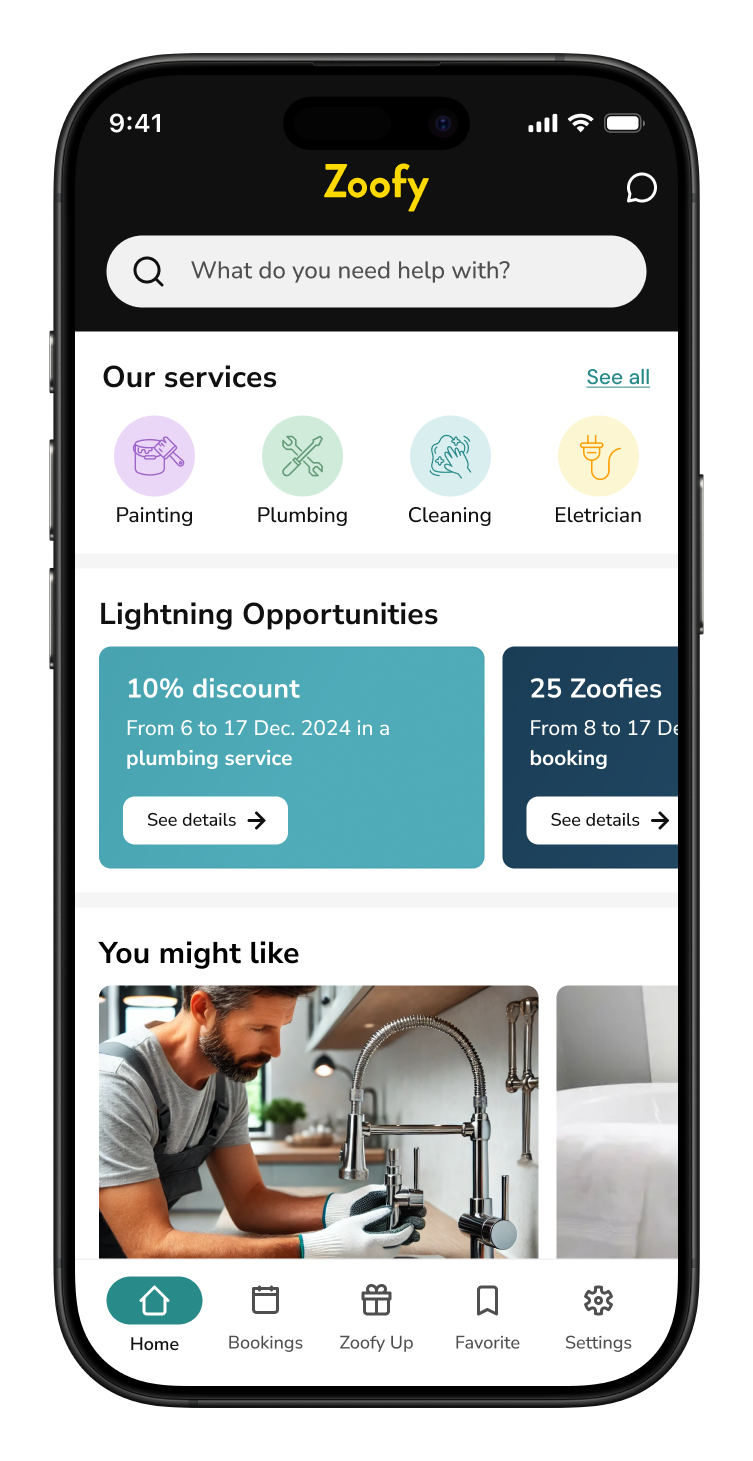 9:41
Zoofy
What do you need help with?
Our services
See all
Painting
Plumbing
Cleaning
Eletrician
Lightning Opportunities
10% discount
From 6 to 17 Dec. 2024 in a
plumbing service
See details
25 Zoofies
From 8 to 17 De
booking
See details
You might like
Home
Bookings
Zoofy Up
Favorite
Settings